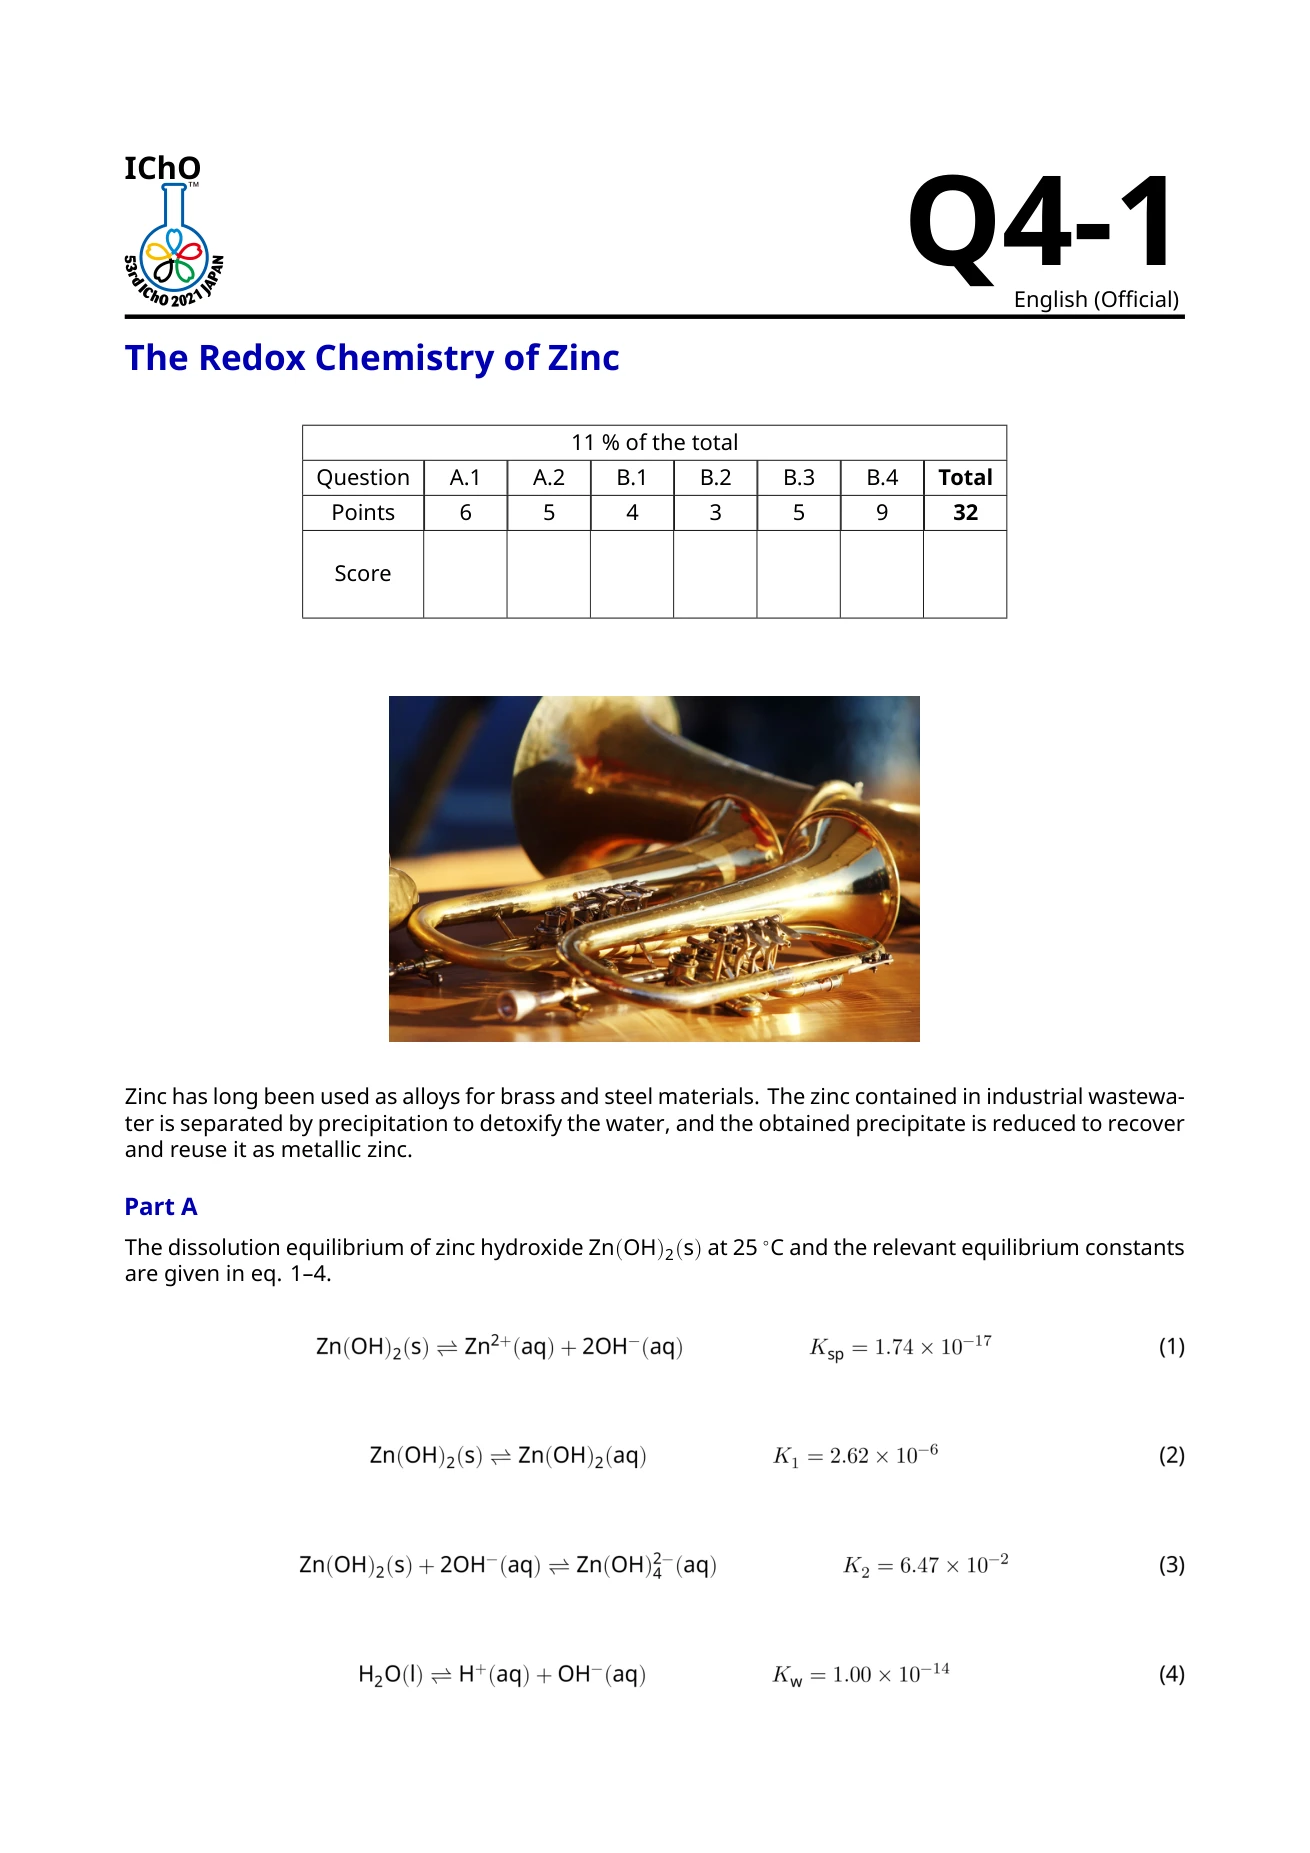 IChO
™
53rd IChO 2021 JAPAN
Q4-1
English (Official)
The Redox Chemistry of Zinc
11 % of the total
Question A.1 A.2 B.1 B.2 B.3 B.4 Total
Points 6 5 4 3 5 9 32
Score
Zinc has long been used as alloys for brass and steel materials. The zinc contained in industrial wastewa-
ter is separated by precipitation to detoxify the water, and the obtained precipitate is reduced to recover
and reuse it as metallic zinc.
Part A
The dissolution equilibrium of zinc hydroxide Zn(OH)₂(s) at 25 °C and the relevant equilibrium constants
are given in eq. 1–4.
Zn(OH)₂(s) ⇌ Zn²⁺(aq) + 2OH⁻(aq) K_sp = 1.74 × 10⁻¹⁷ (1)
Zn(OH)₂(s) ⇌ Zn(OH)₂(aq) K₁ = 2.62 × 10⁻⁶ (2)
Zn(OH)₂(s) + 2OH⁻(aq) ⇌ Zn(OH)₄²⁻(aq) K₂ = 6.47 × 10⁻² (3)
H₂O(l) ⇌ H⁺(aq) + OH⁻(aq) K_w = 1.00 × 10⁻¹⁴ (4)